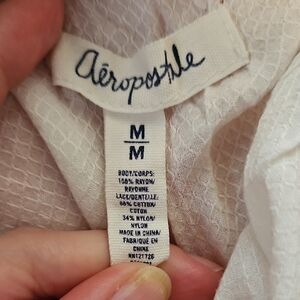 aéropostale
M
M
BODY/CORPS:
100% RAYON/
RAYONNE
LACE/DENTELLE:
66% COTTON/
COTON
34% NYLON/
NYLON
MADE IN CHINA/
FABRIQUÉ EN
CHINE